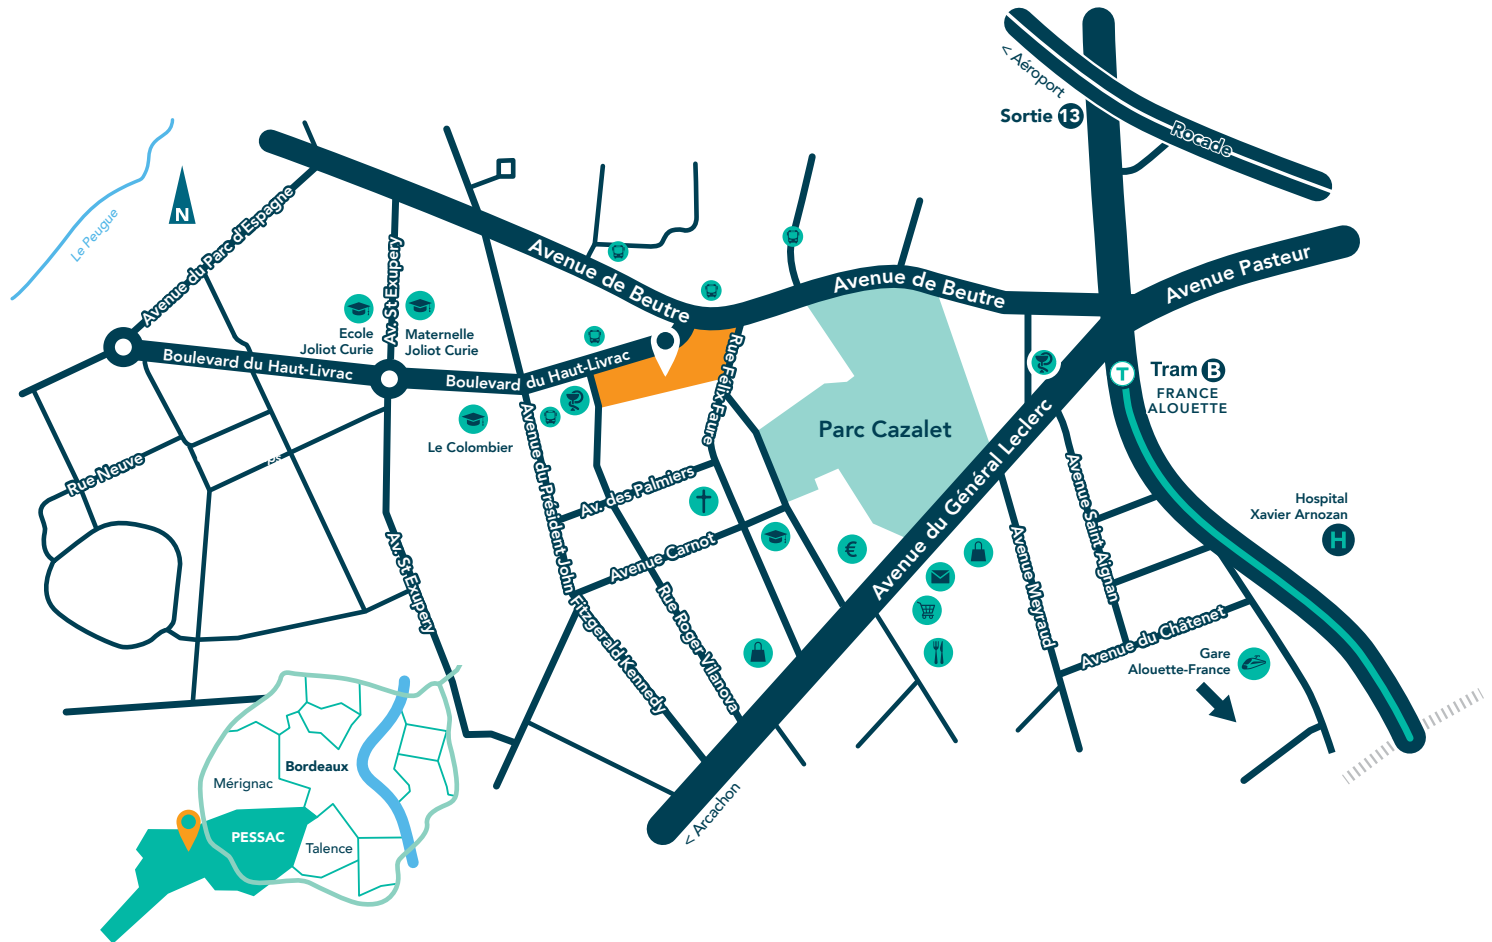 < Aéroport
Sortie 13
Rocade
Le Peugue
N
Avenue du Parc d'Espagne
Av. St Exupery
Avenue de Beutre
Avenue de Beutre
Avenue Pasteur
Ecole
Joliot Curie
Maternelle
Joliot Curie
Boulevard du Haut-Livrac
Boulevard du Haut-Livrac
Rue Félix Faure
T
Tram B
FRANCE
ALOUETTE
Le Colombier
Parc Cazalet
Rue Neuve
Av. des Palmiers
Avenue Carnot
Avenue du Président John Fitzgerald Kennedy
Rue Roger Vilanova
Av. St Exupery
Avenue du Général Leclerc
€
Avenue Meyraud
Avenue Saint Aignan
Avenue du Châtenet
Hospital
Xavier Arnozan
H
Gare
Alouette-France
< Arcachon
Bordeaux
Mérignac
PESSAC
Talence